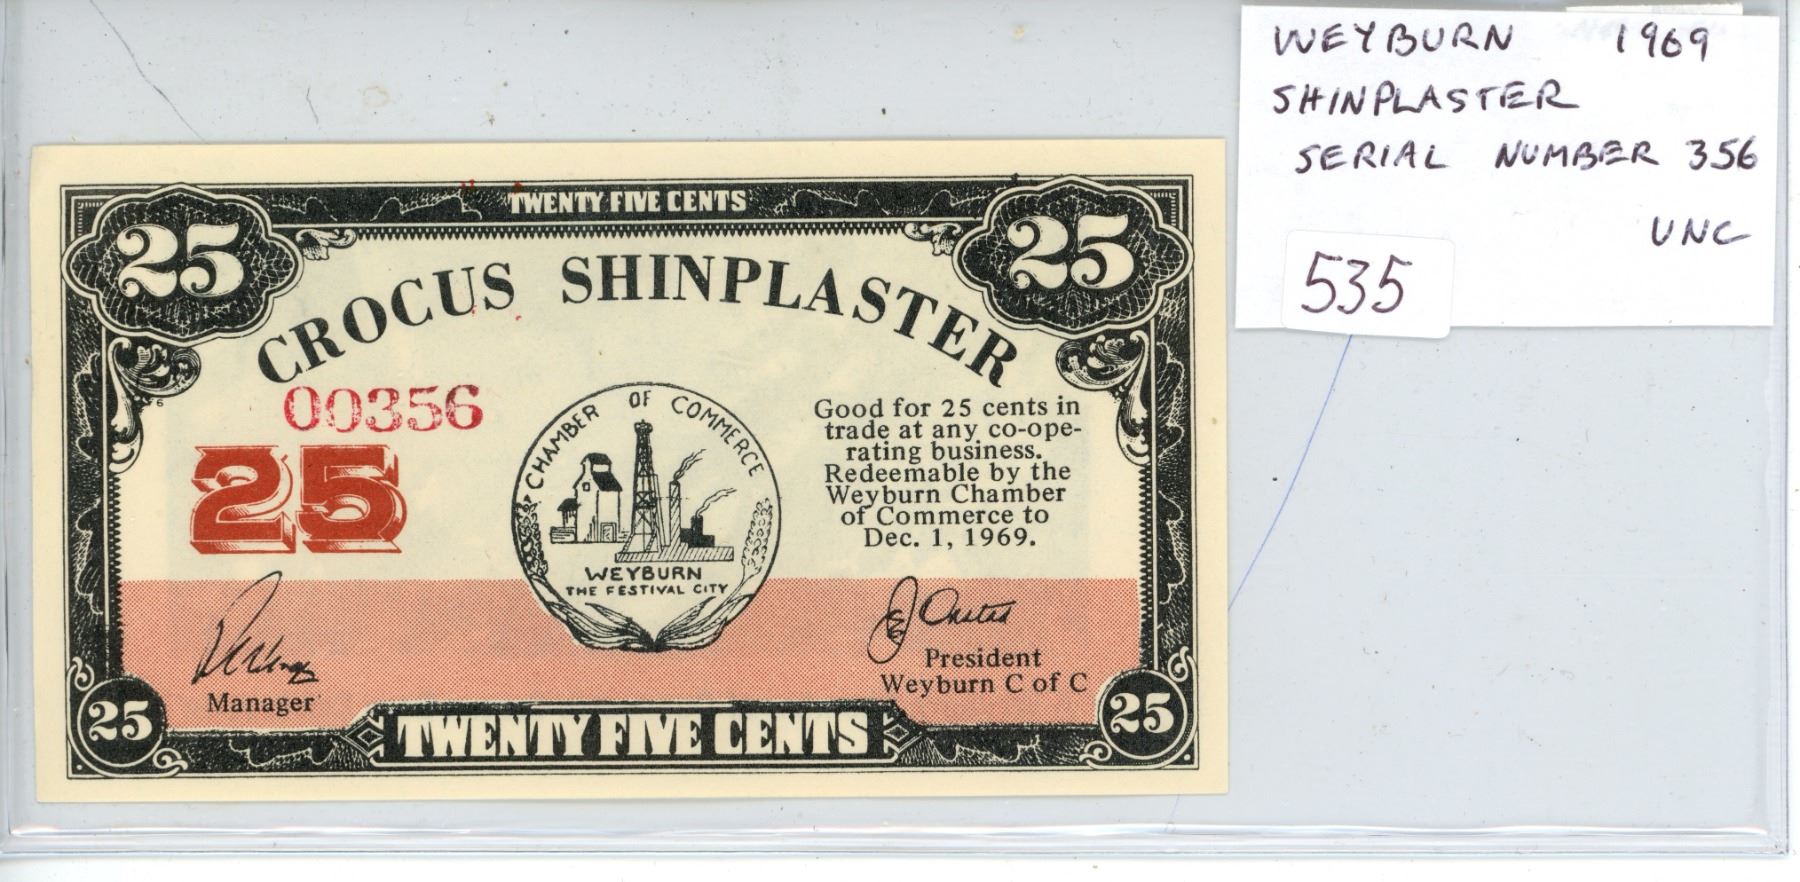 WEYBURN 1969
SHINPLASTER
SERIAL NUMBER 356
UNC
535
TWENTY FIVE CENTS
25 25
CROCUS SHINPLASTER
00356
25
CHAMBER OF COMMERCE
WEYBURN
THE FESTIVAL CITY
Good for 25 cents in
trade at any co-ope-
rating business.
Redeemable by the
Weyburn Chamber
of Commerce to
Dec. 1, 1969.
Manager
President
Weyburn C of C
25 25
TWENTY FIVE CENTS